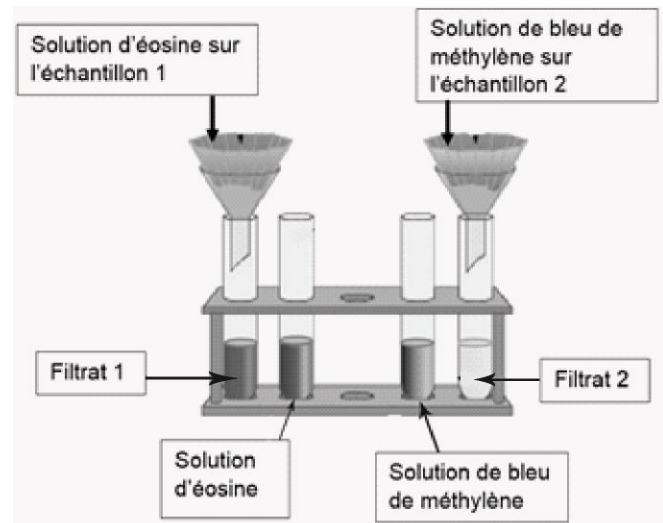 Solution d'éosine sur
l'échantillon 1
Solution de bleu de
méthylène sur
l'échantillon 2
Filtrat 1
Filtrat 2
Solution
d'éosine
Solution de bleu
de méthylène